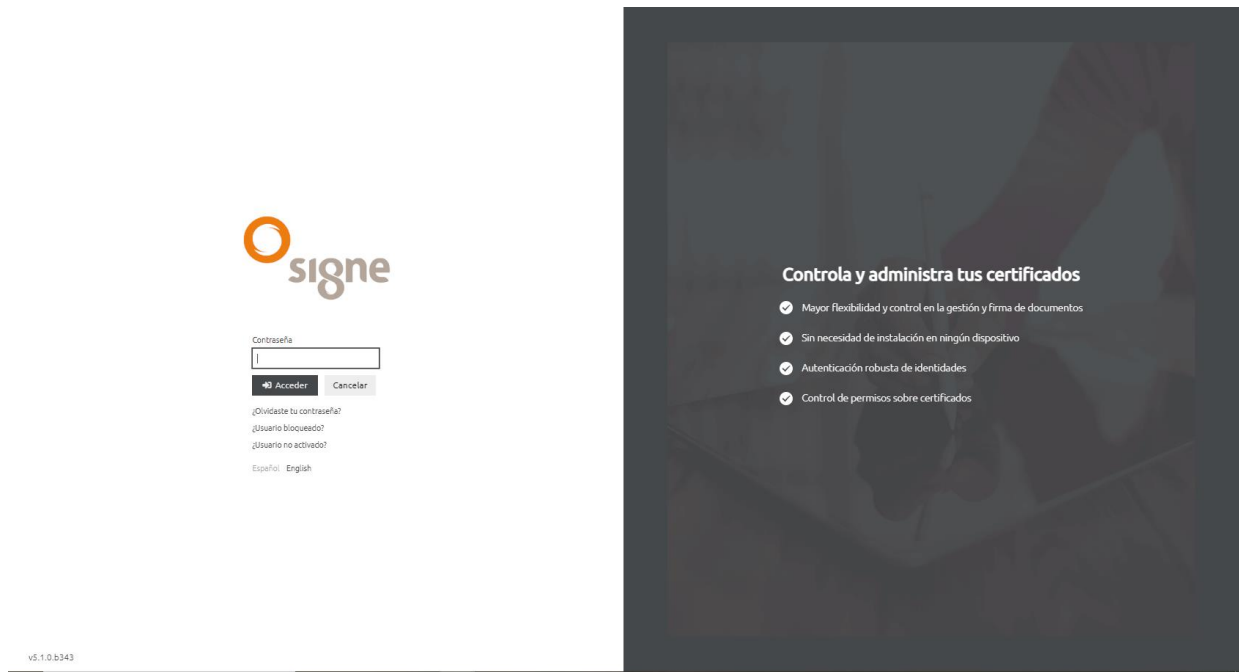 signe
Contraseña
Acceder Cancelar
¿Olvidaste tu contraseña?
¿Usuario bloqueado?
¿Usuario no activado?
Español English
v5.1.0.b343
Controla y administra tus certificados
Mayor flexibilidad y control en la gestión y firma de documentos
Sin necesidad de instalación en ningún dispositivo
Autenticación robusta de identidades
Control de permisos sobre certificados